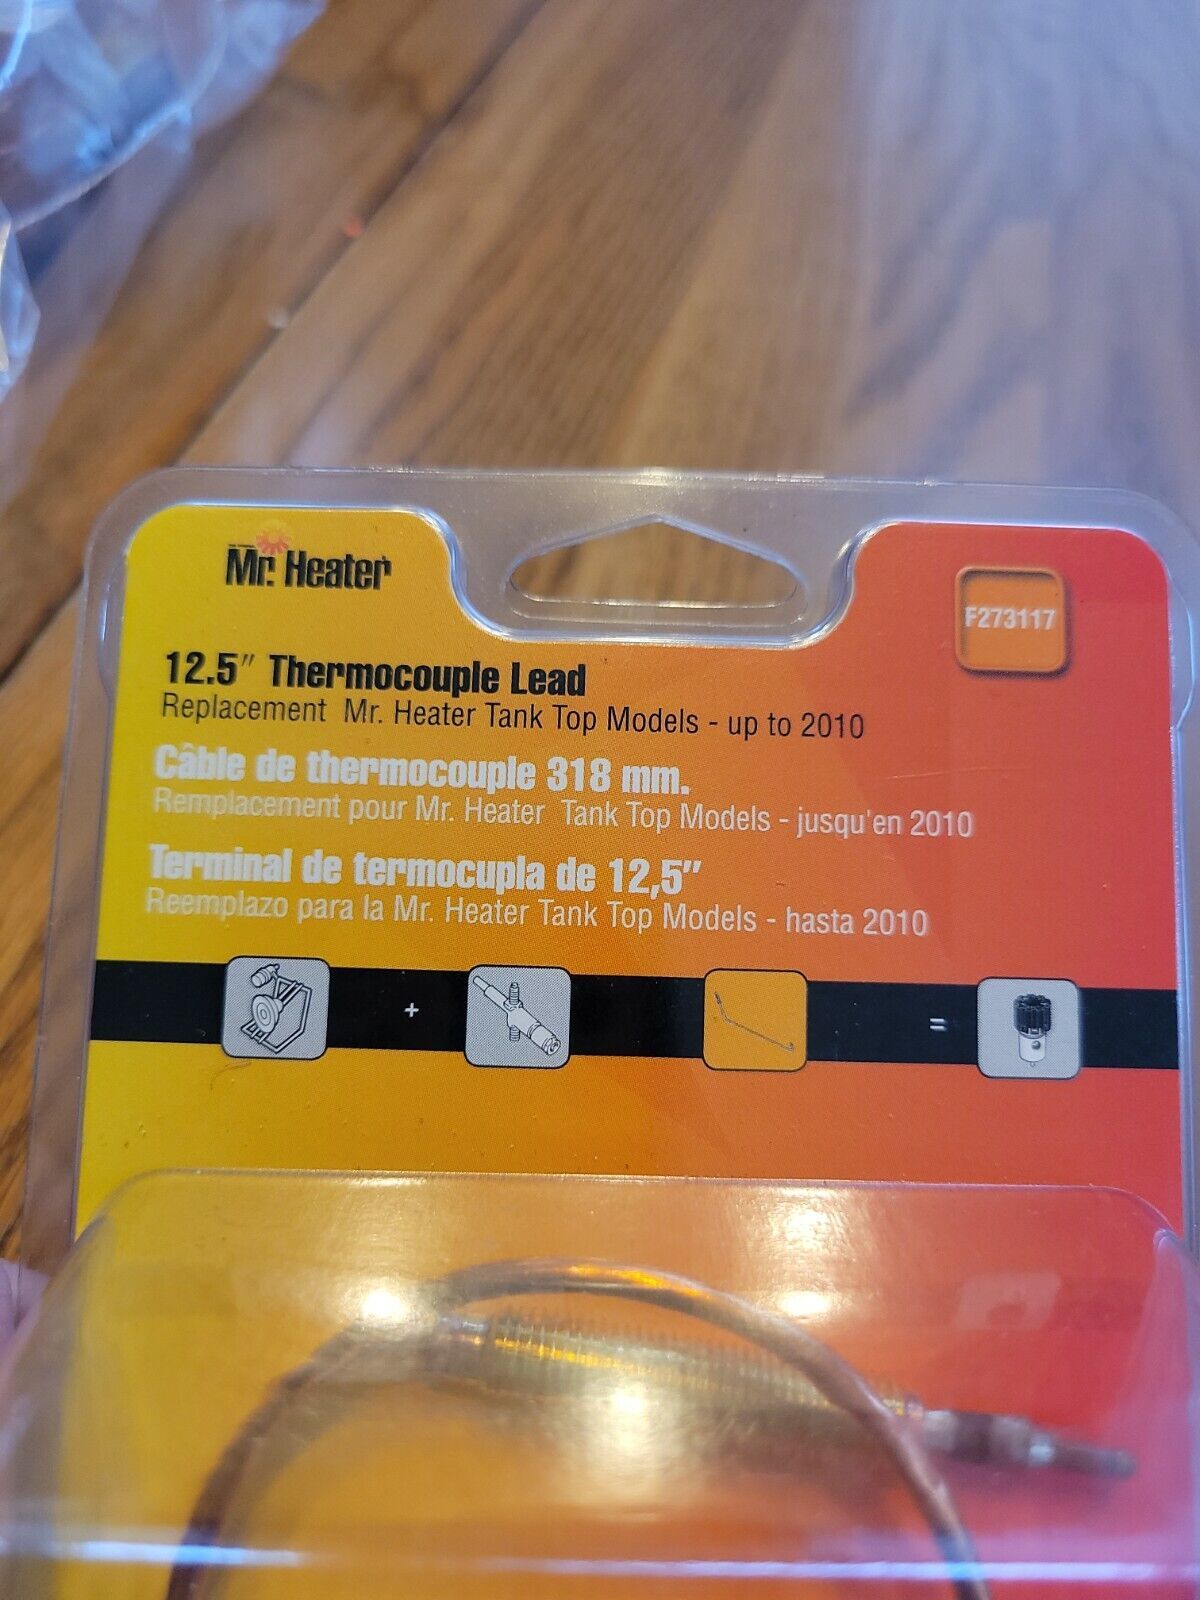 Mr. Heater
F273117
12.5″ Thermocouple Lead
Replacement Mr. Heater Tank Top Models - up to 2010
Câble de thermocouple 318 mm.
Remplacement pour Mr. Heater Tank Top Models - jusqu'en 2010
Terminal de termocupla de 12,5″
Reemplazo para la Mr. Heater Tank Top Models - hasta 2010
+ =